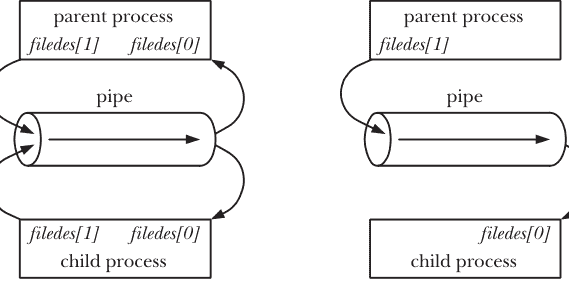 parent process
filedes[1] filedes[0]
pipe
filedes[1] filedes[0]
child process
parent process
filedes[1]
pipe
filedes[0]
child process